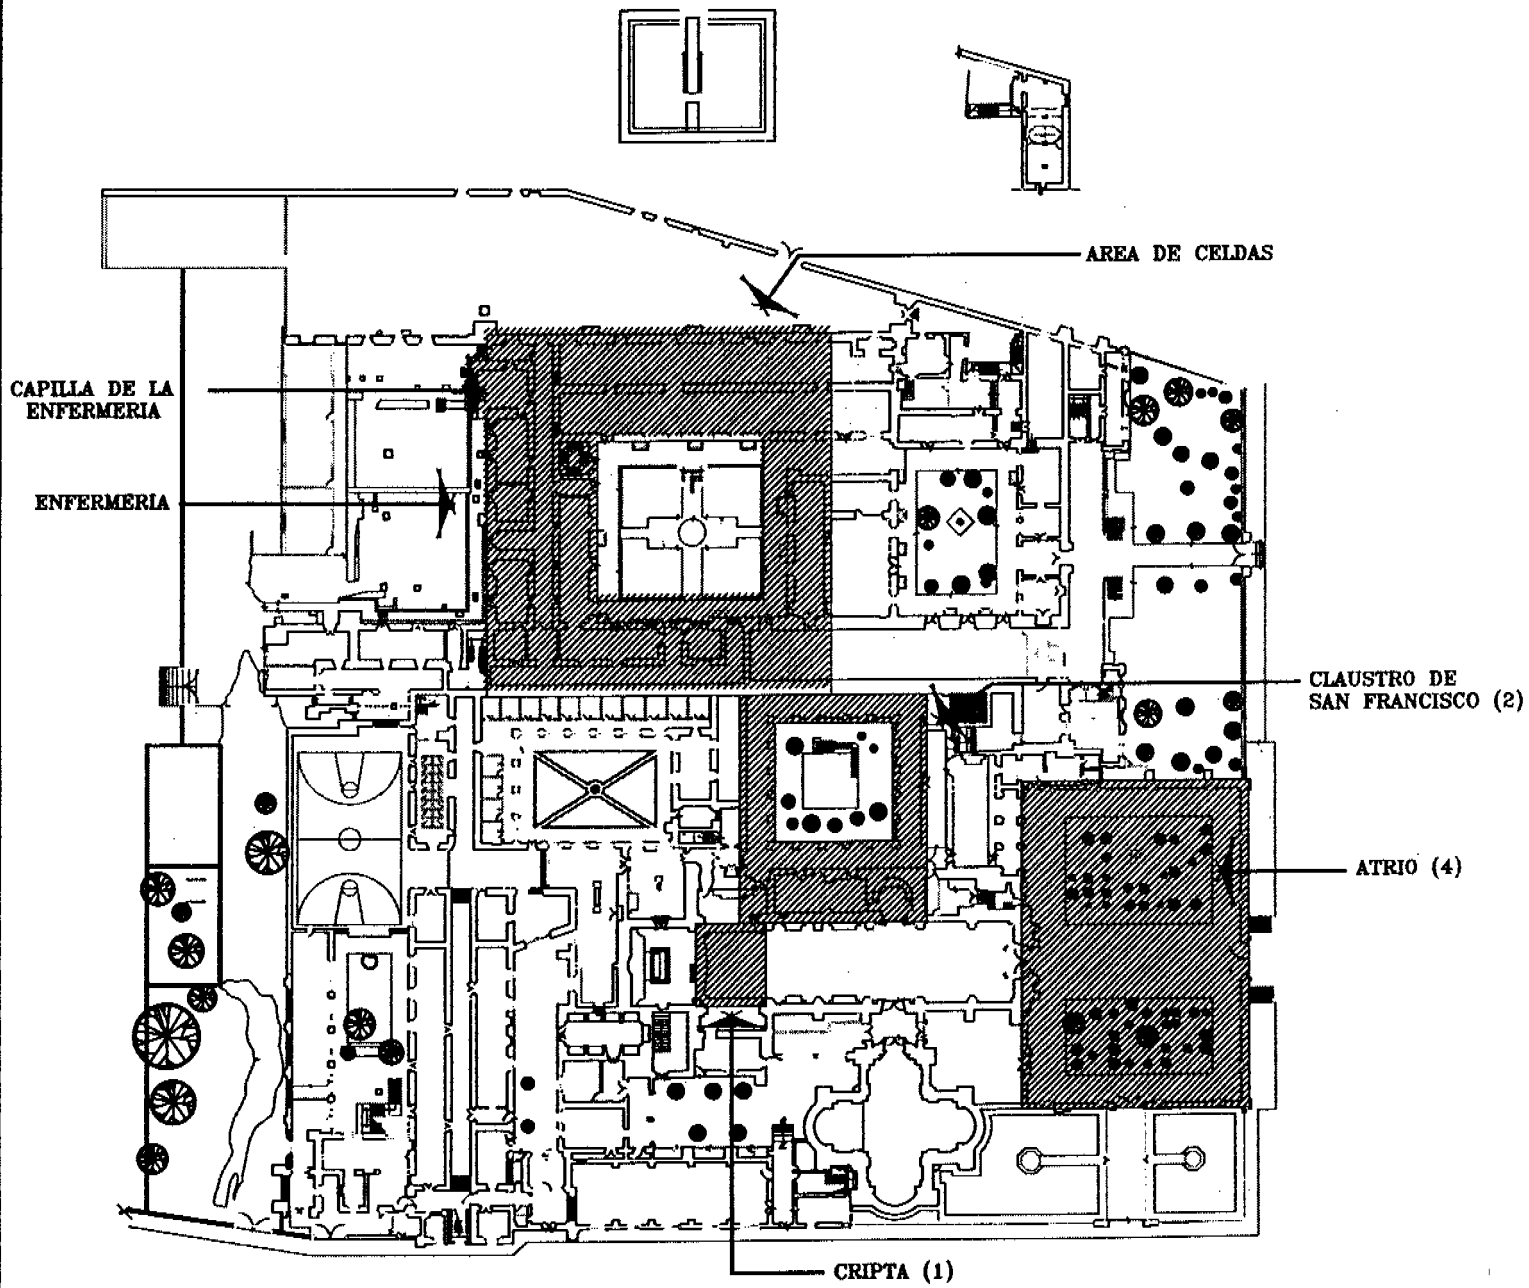 AREA DE CELDAS
CAPILLA DE LA
ENFERMERIA
ENFERMERIA
CLAUSTRO DE
SAN FRANCISCO (2)
ATRIO (4)
CRIPTA (1)